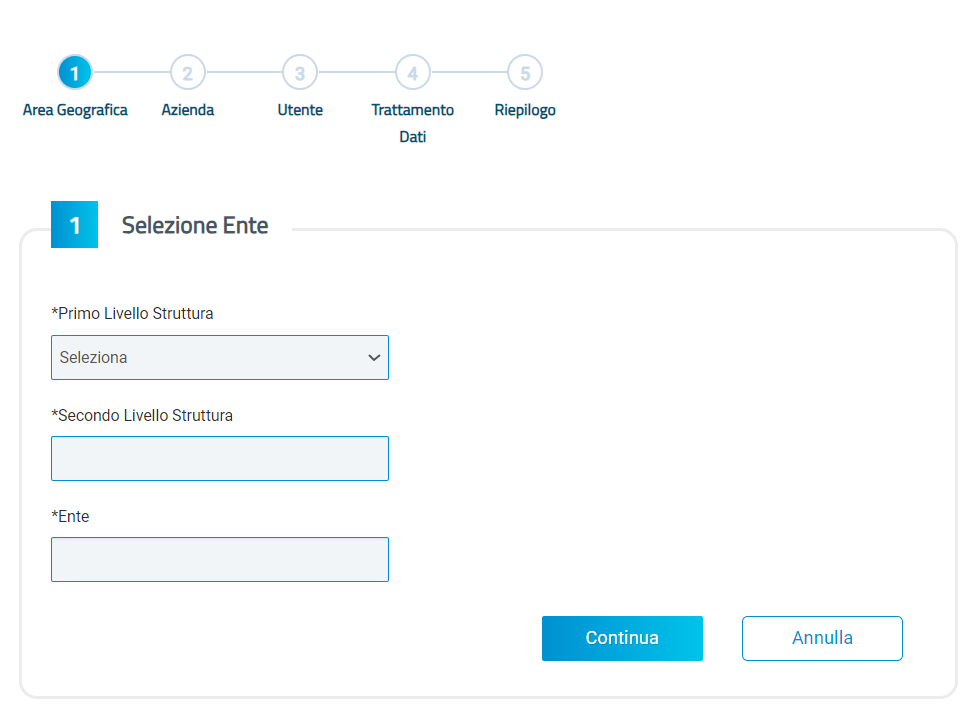 1 2 3 4 5
Area Geografica Azienda Utente Trattamento Riepilogo
Dati
1 Selezione Ente
*Primo Livello Struttura
Seleziona
*Secondo Livello Struttura
*Ente
Continua Annulla